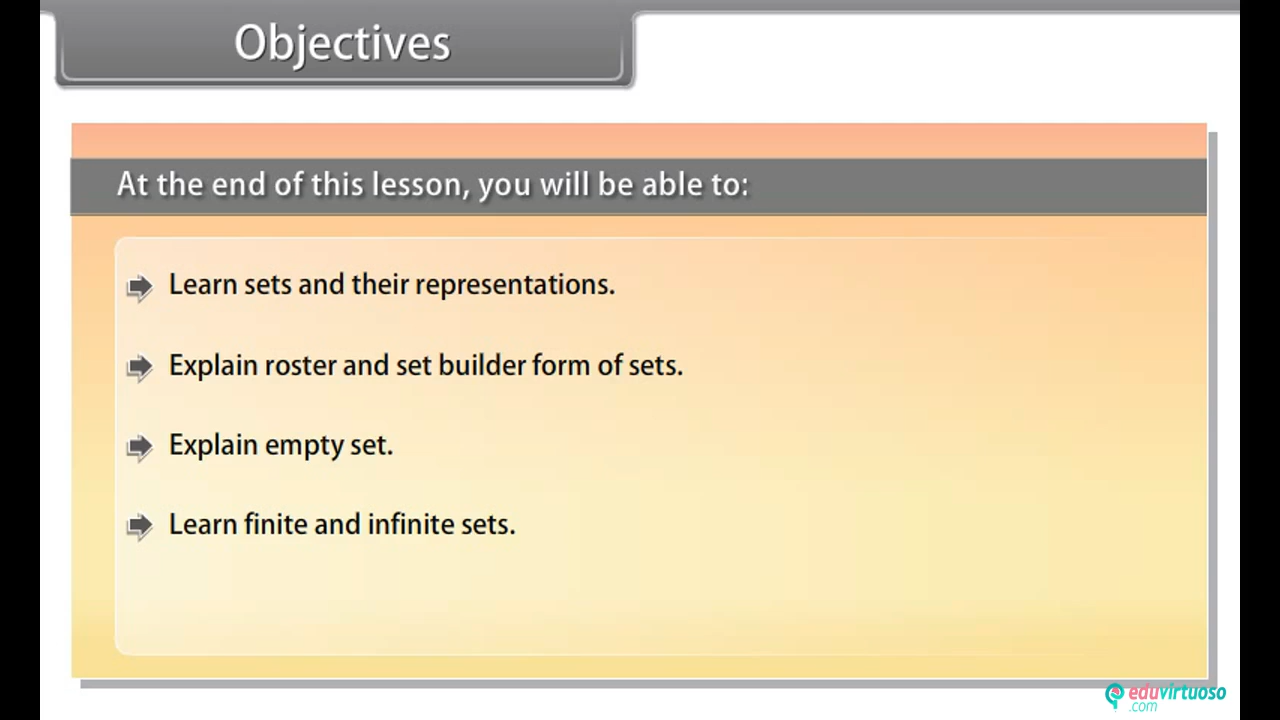 Objectives
At the end of this lesson, you will be able to:
Learn sets and their representations.
Explain roster and set builder form of sets.
Explain empty set.
Learn finite and infinite sets.
eduvirtuoso
.com